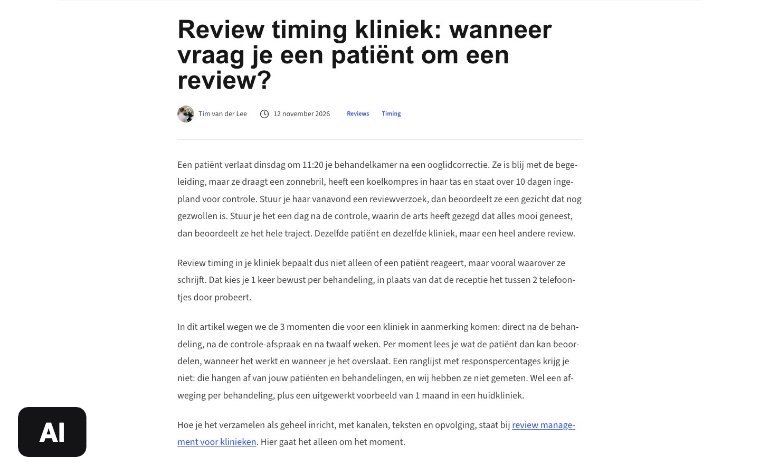 Review timing kliniek: wanneer
vraag je een patiënt om een
review?
Tim van der Lee 12 november 2026 Reviews Timing
Een patiënt verlaat dinsdag om 11:20 je behandelkamer na een ooglidcorrectie. Ze is blij met de bege-
leiding, maar ze draagt een zonnebril, heeft een koelkompres in haar tas en staat over 10 dagen inge-
pland voor controle. Stuur je haar vanavond een reviewverzoek, dan beoordeelt ze een gezicht dat nog
gezwollen is. Stuur je het een dag na de controle, waarin de arts heeft gezegd dat alles mooi geneest,
dan beoordeelt ze het hele traject. Dezelfde patiënt en dezelfde kliniek, maar een heel andere review.
Review timing in je kliniek bepaalt dus niet alleen of een patiënt reageert, maar vooral waarover ze
schrijft. Dat kies je 1 keer bewust per behandeling, in plaats van dat de receptie het tussen 2 telefoon-
tjes door probeert.
In dit artikel wegen we de 3 momenten die voor een kliniek in aanmerking komen: direct na de behan-
deling, na de controle-afspraak en na twaalf weken. Per moment lees je wat de patiënt dan kan beoor-
delen, wanneer het werkt en wanneer je het overslaat. Een ranglijst met responspercentages krijg je
niet: die hangen af van jouw patiënten en behandelingen, en wij hebben ze niet gemeten. Wel een af-
weging per behandeling, plus een uitgewerkt voorbeeld van 1 maand in een huidkliniek.
Hoe je het verzamelen als geheel inricht, met kanalen, teksten en opvolging, staat bij review manage-
ment voor klinieken. Hier gaat het alleen om het moment.
AI